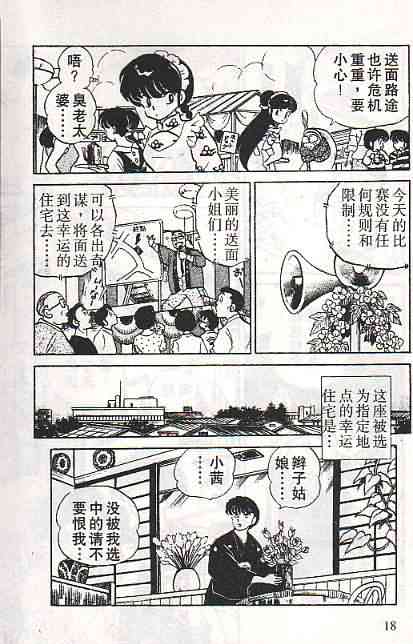 送面路途
也许危机
重重，要
小心！
唔？
臭老太
婆……
今天的比
赛没有任
何规则和
限制……
美丽的送面
小姐们……
可以各出奇
谋，将面送
到这幸运的
住宅去……
这座被选
为指定地
点的幸运
住宅是…
辫子姑
娘……
小茜
……
没被我选
中的请不
要恨我…
18